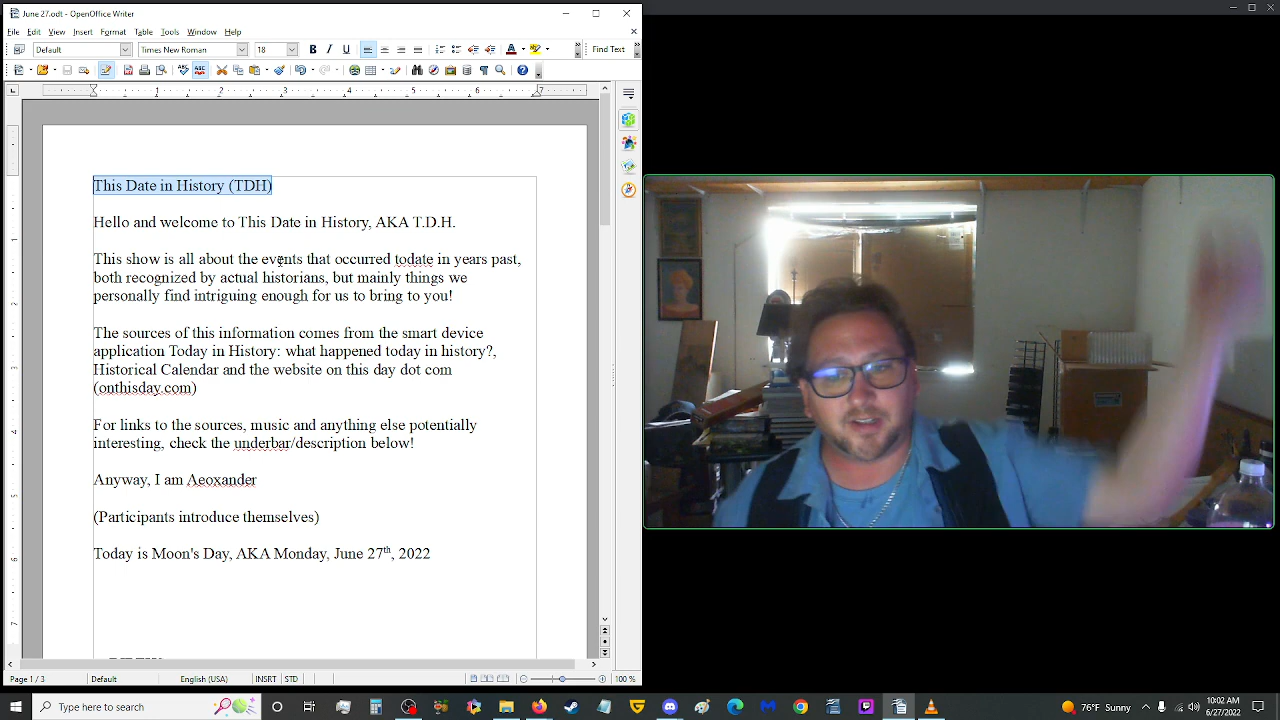 June 27.odt - OpenOffice Writer
File Edit View Insert Format Table Tools Window Help
Default Times New Roman 18 Find Text
This Date in History (TDH)
Hello and welcome to This Date in History, AKA T.D.H.
This show is all about the events that occurred todate in years past,
both recognized by actual historians, but mainly things we
personally find intriguing enough for us to bring to you!
The sources of this information comes from the smart device
application Today in History: what happened today in history?,
Historical Calendar and the website on this day dot com
(onthisday.com)
For links to the sources, music and anything else potentially
interesting, check the underbar/description below!
Anyway, I am Aeoxander
(Participants introduce themselves)
Today is Moon's Day, AKA Monday, June 27th, 2022
Page 1 / 3 Default English (USA) INSRT STD 100 %
Type here to search
76°F Sunny
10:02 AM
6/27/2022